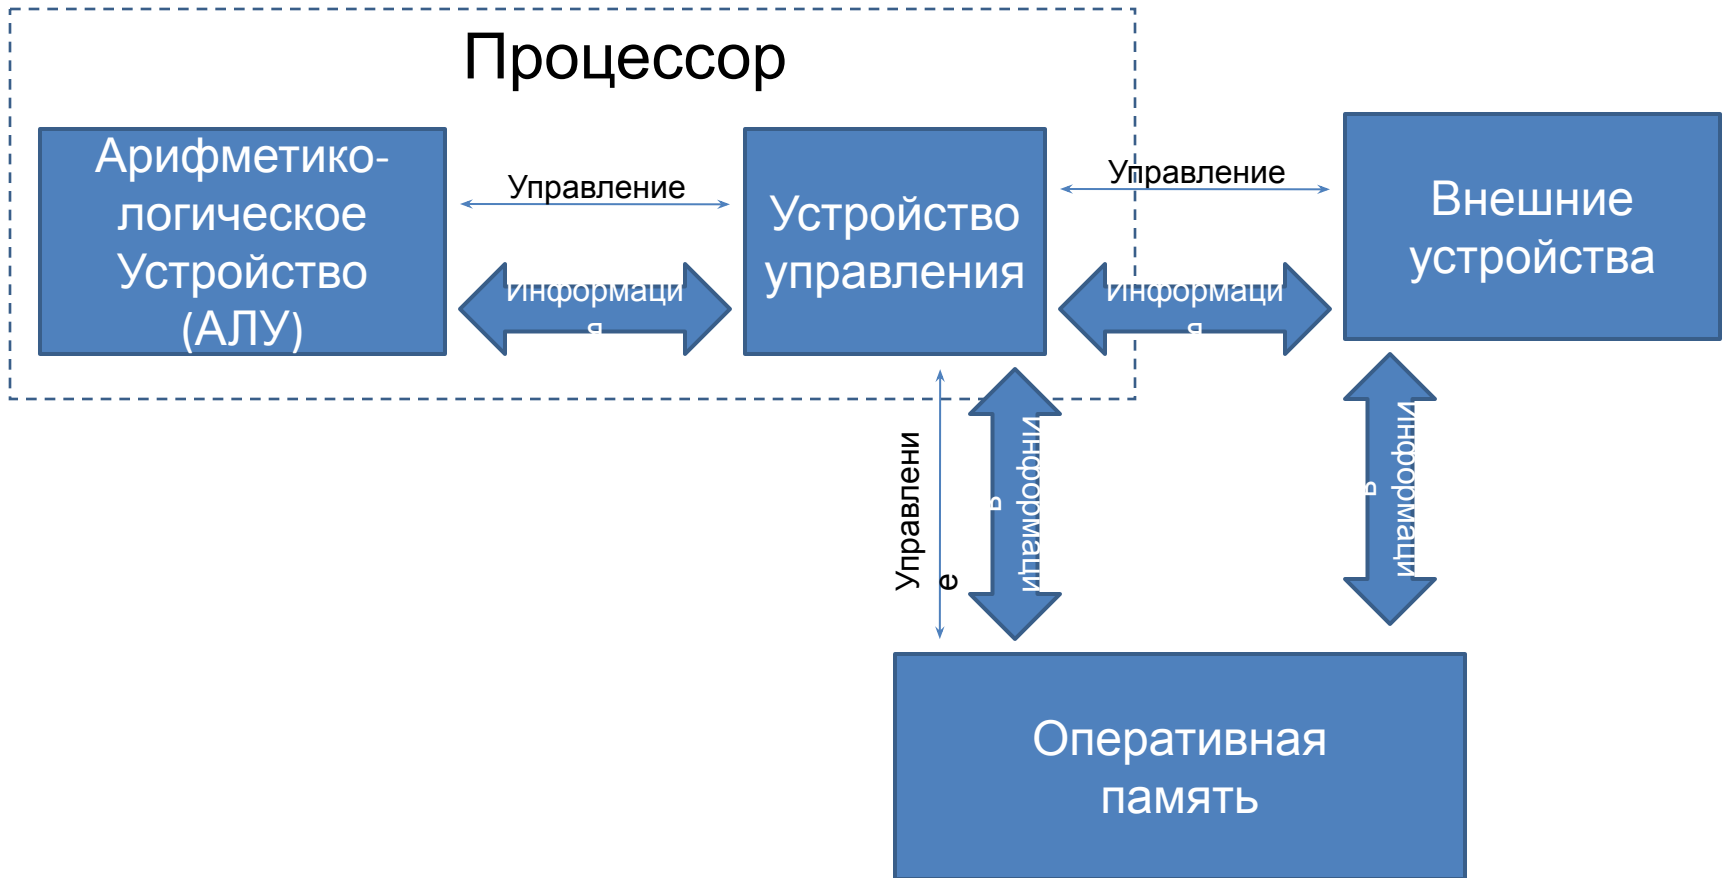 Процессор
Арифметико-
логическое
Устройство
(АЛУ)
Управление
Информаци
я
Устройство
управления
Управление
Информаци
я
Внешние
устройства
Управлени
е
Информаци
я
Информаци
я
Оперативная
память